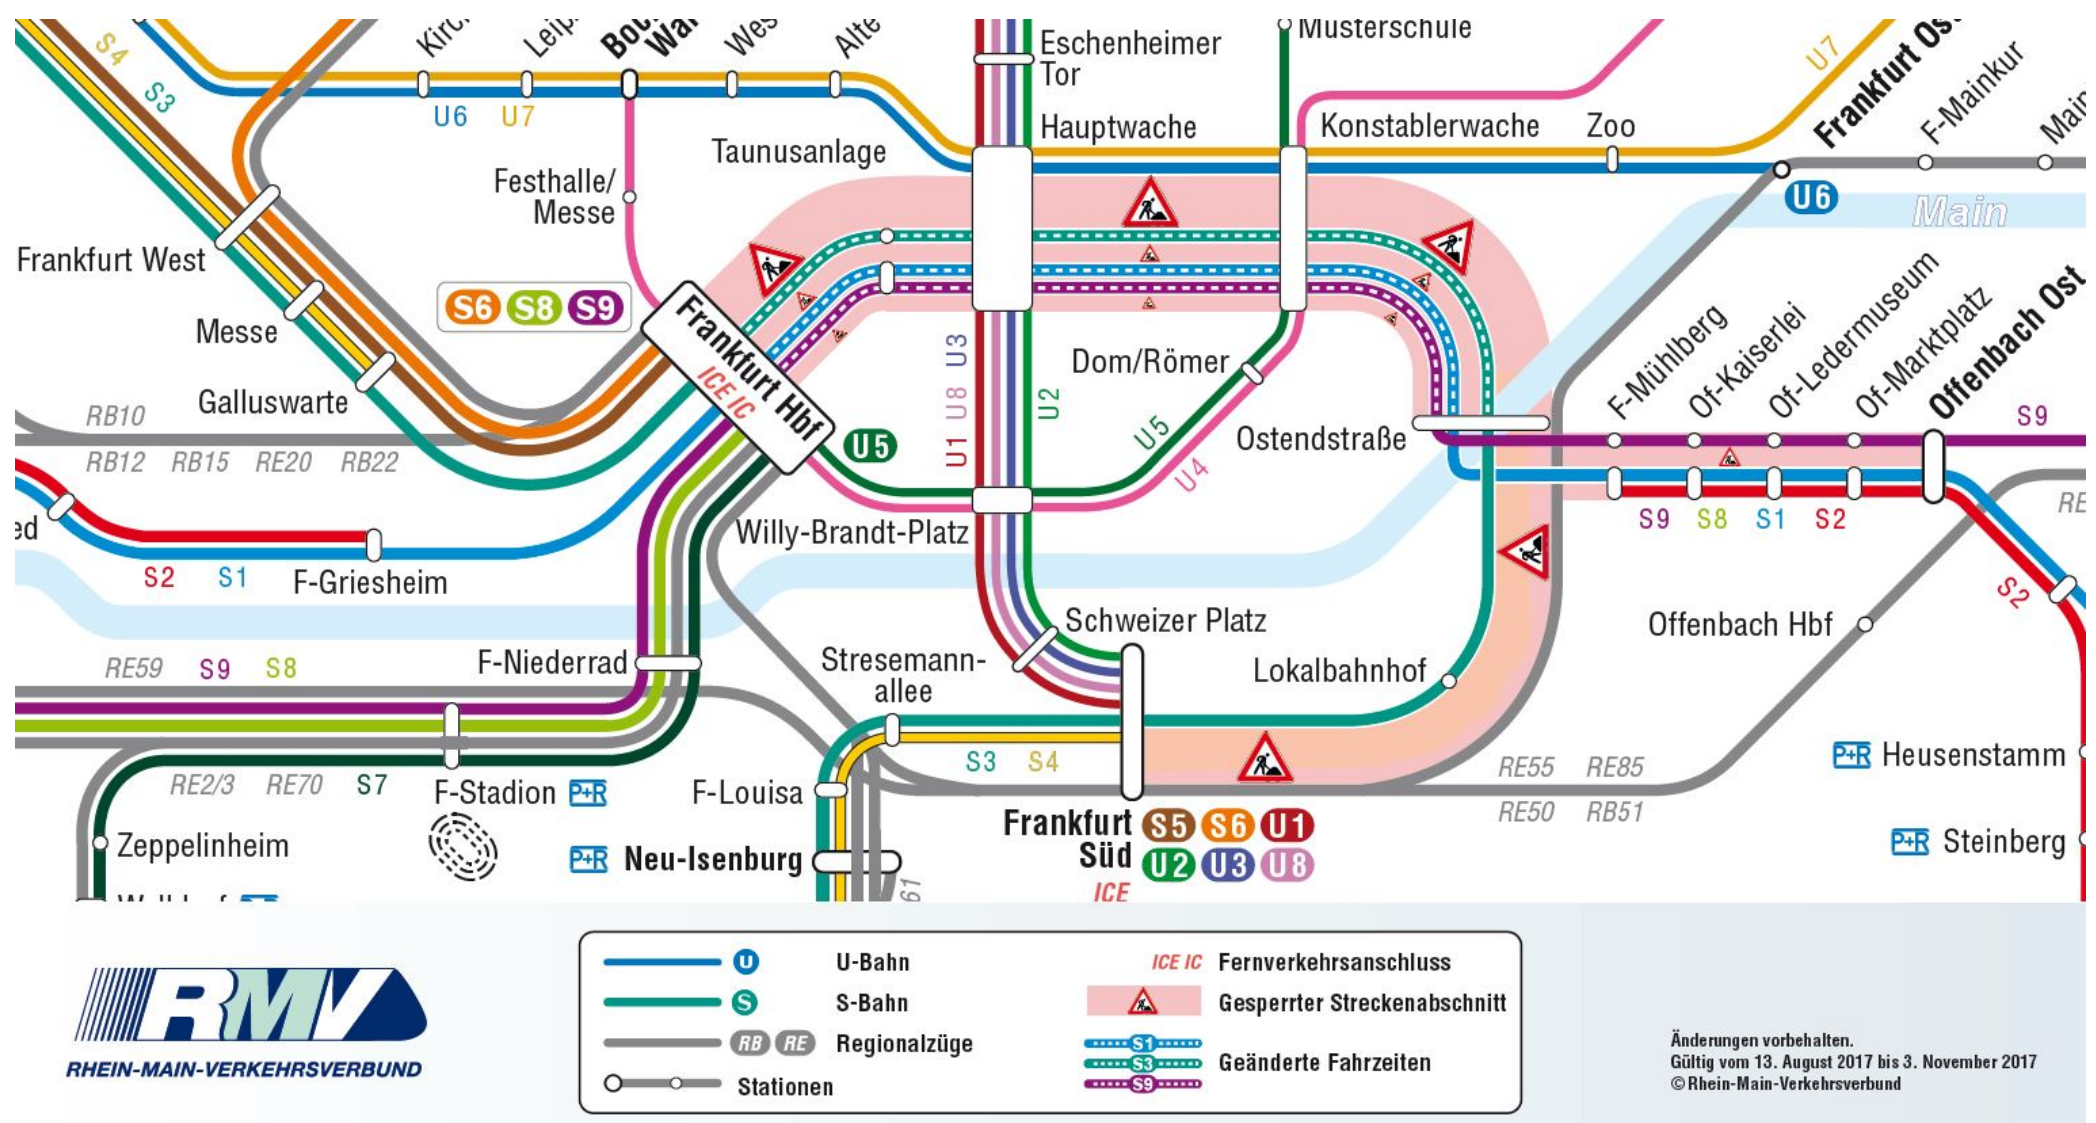 S4
S3
U6
U7
Eschenheimer
Tor
Musterschule
U7
F-Mainkur
Hauptwache
Konstablerwache
Zoo
Taunusanlage
Festhalle/
Messe
U6
Main
Frankfurt West
S6 S8 S9
Messe
Galluswarte
Frankfurt Hbf
ICE IC
U1 U8 U3
U2
Dom/Römer
U5
U5
U4
Ostendstraße
F-Mühlberg
Of-Kaiserlei
Of-Ledermuseum
Of-Marktplatz
Offenbach Ost
S9
RB10
RB12 RB15 RE20 RB22
Willy-Brandt-Platz
S9 S8 S1 S2
S2 S1
F-Griesheim
S2
Schweizer Platz
Offenbach Hbf
RE59 S9 S8
F-Niederrad
Stresemann-
allee
Lokalbahnhof
S3 S4
RE2/3 RE70 S7
F-Stadion P+R
F-Louisa
RE55 RE85
RE50 RB51
P+R Heusenstamm
Zeppelinheim
P+R Neu-Isenburg
Frankfurt
Süd
ICE
S5 S6 U1
U2 U3 U8
P+R Steinberg
61
RMV
RHEIN-MAIN-VERKEHRSVERBUND
U U-Bahn
S S-Bahn
RB RE Regionalzüge
Stationen
ICE IC Fernverkehrsanschluss
Gesperrter Streckenabschnitt
S1
S3 Geänderte Fahrzeiten
S9
Änderungen vorbehalten.
Gültig vom 13. August 2017 bis 3. November 2017
© Rhein-Main-Verkehrsverbund